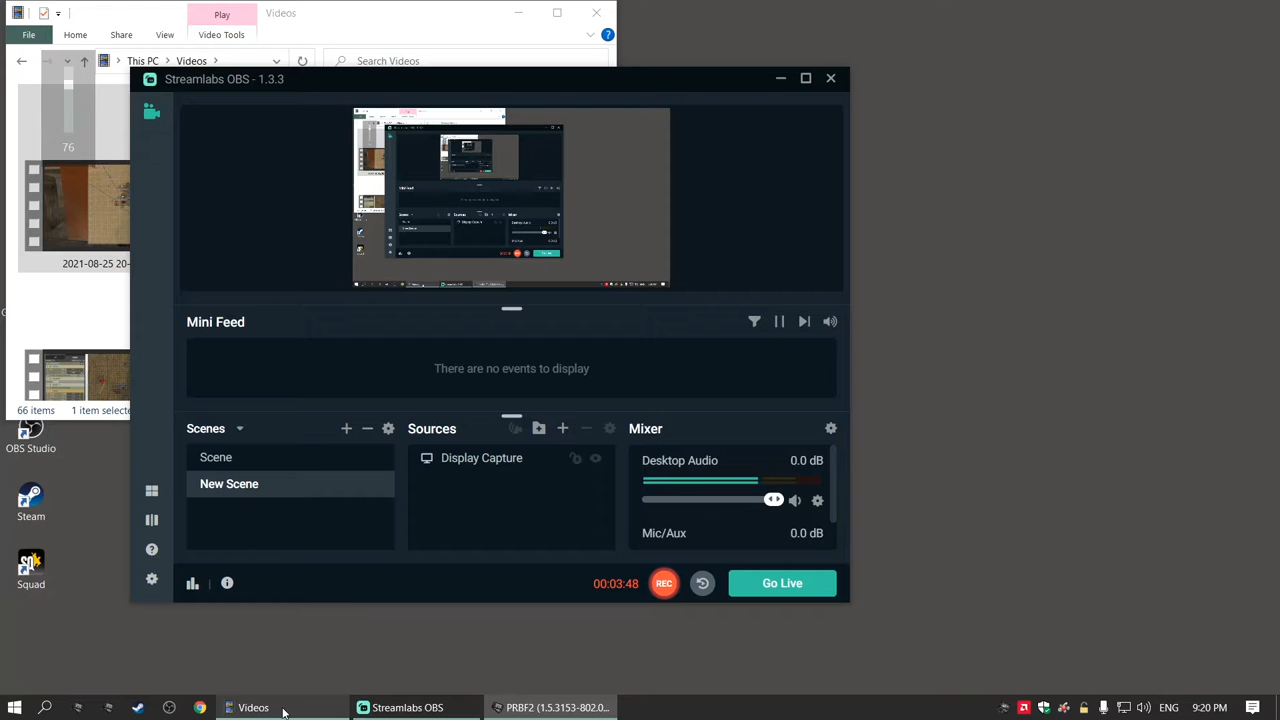 Play
Videos
File
Home
Share
View
Video Tools
This PC
Videos
Search Videos
Streamlabs OBS - 1.3.3
76
2021-08-25 20-
Mini Feed
There are no events to display
66 items
1 item selecte
Scenes
Sources
Mixer
OBS Studio
Scene
Display Capture
Desktop Audio
0.0 dB
New Scene
Steam
Mic/Aux
0.0 dB
Squad
00:03:48
REC
Go Live
Videos
Streamlabs OBS
PRBF2 (1.5.3153-802.0...
ENG
9:20 PM